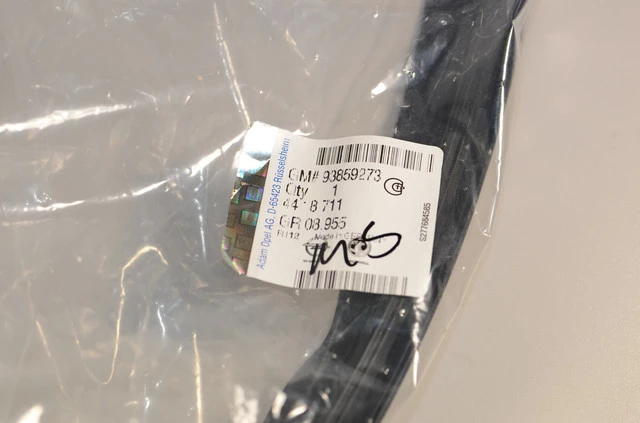 GM# 93859273
Qty 1
44 8 711
GR 08.955
Adam Opel AG, D-65423 Rüsselsheim
S277684585